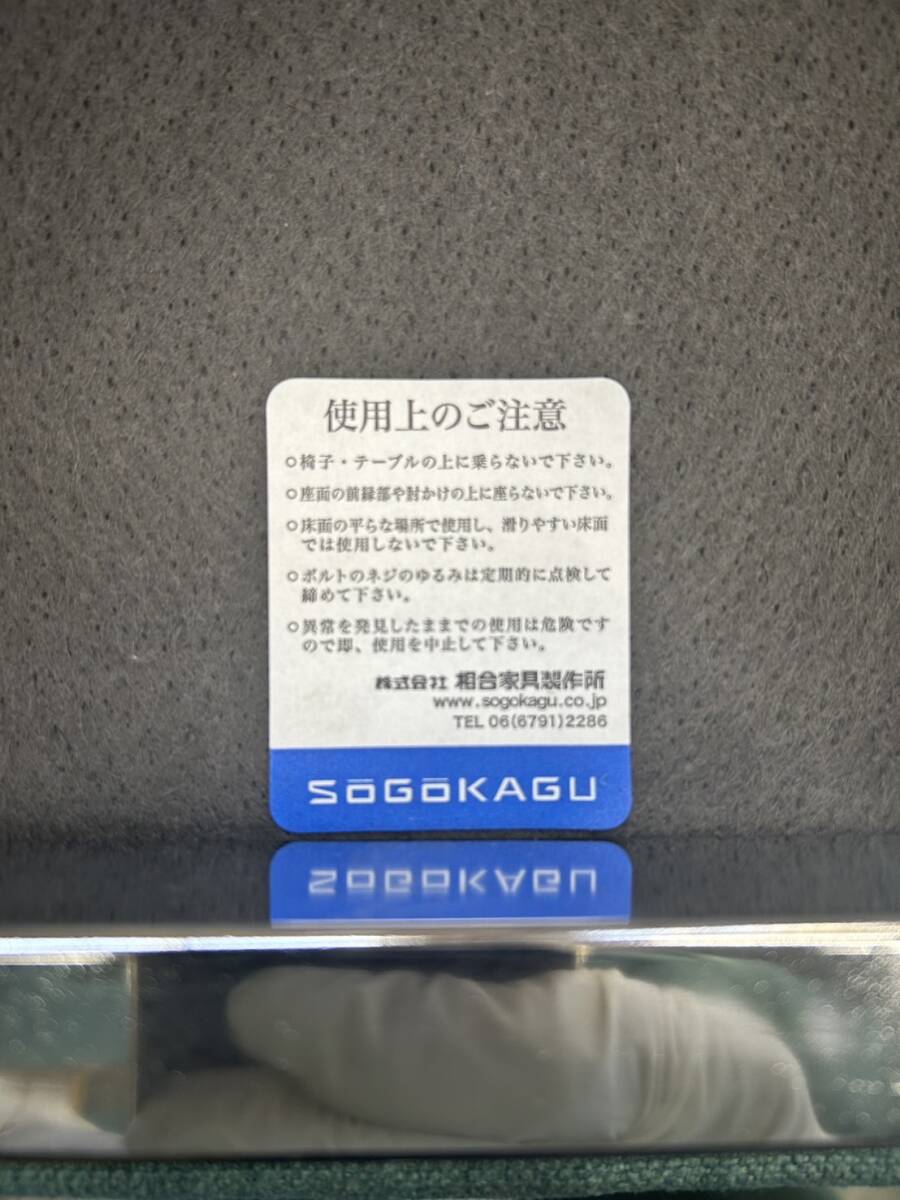 使用上のご注意
○椅子・テーブルの上に乗らないで下さい。
○座面の前縁部や肘かけの上に座らないで下さい。
○床面の平らな場所で使用し、滑りやすい床面
では使用しないで下さい。
○ボルトのネジのゆるみは定期的に点検して
締めて下さい。
○異常を発見したままでの使用は危険です
ので即、使用を中止して下さい。
株式会社 相合家具製作所
www.sogokagu.co.jp
TEL 06(6791)2286
SōGōKAGU